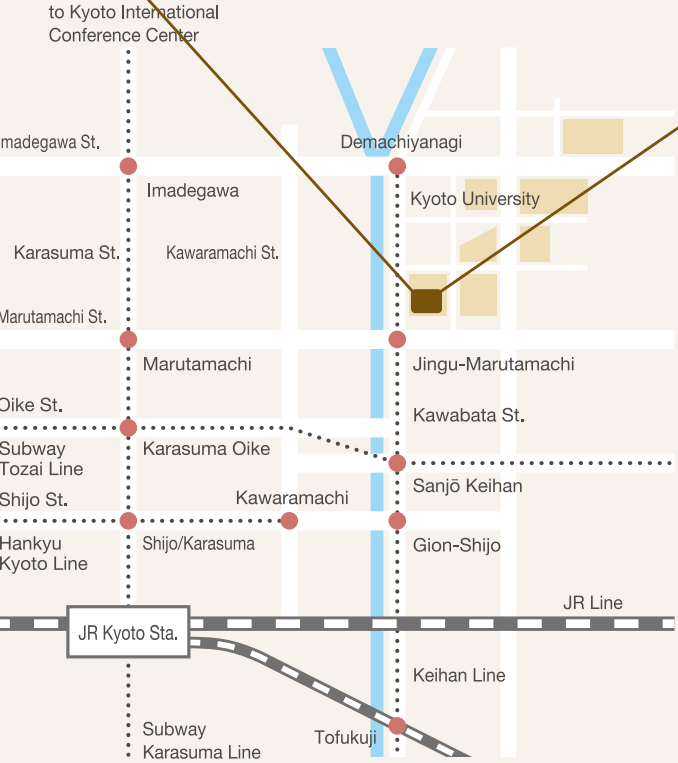 to Kyoto International
Conference Center
madegawa St.
Demachiyanagi
Imadegawa
Kyoto University
Karasuma St.
Kawaramachi St.
Marutamachi St.
Marutamachi
Jingu-Marutamachi
Oike St.
Kawabata St.
Subway
Tozai Line
Karasuma Oike
Sanjō Keihan
Shijo St.
Kawaramachi
Hankyu
Kyoto Line
Shijo/Karasuma
Gion-Shijo
JR Line
JR Kyoto Sta.
Keihan Line
Subway
Karasuma Line
Tofukuji